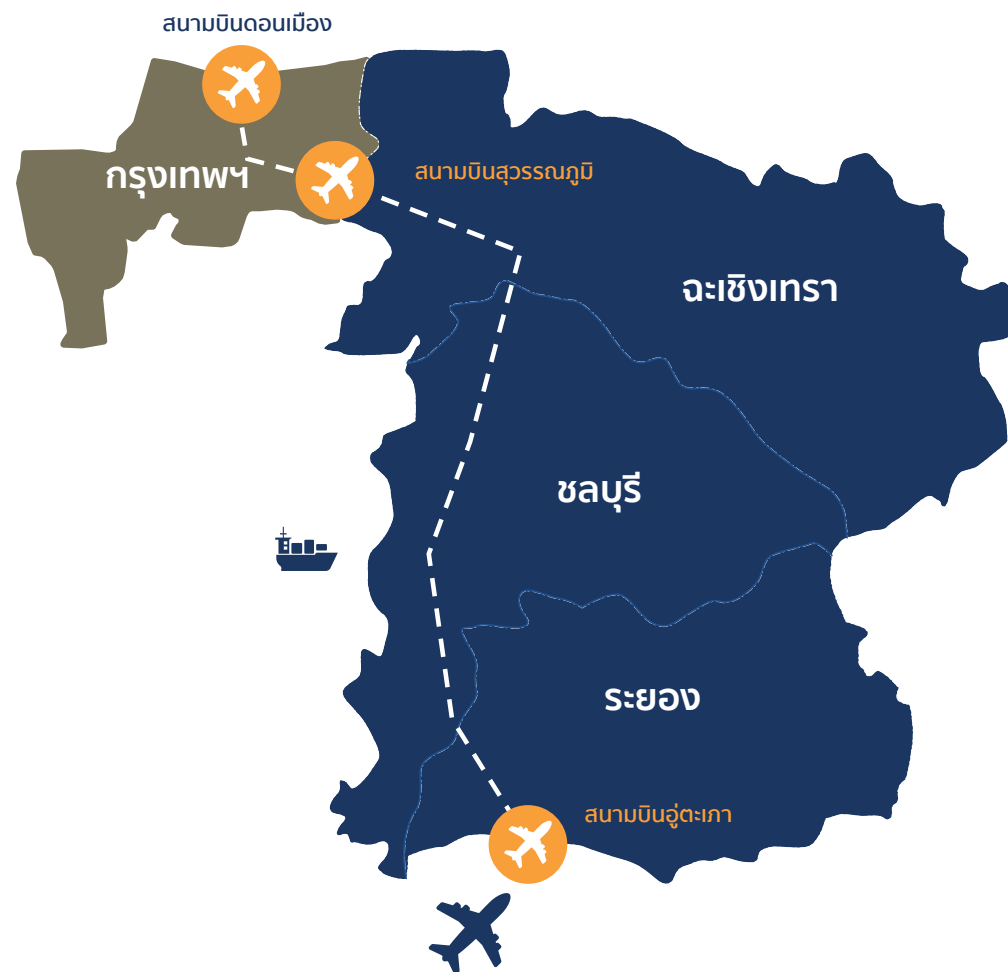 สนามบินดอนเมือง
กรุงเทพฯ
สนามบินสุวรรณภูมิ
ฉะเชิงเทรา
ชลบุรี
ระยอง
สนามบินอู่ตะเภา